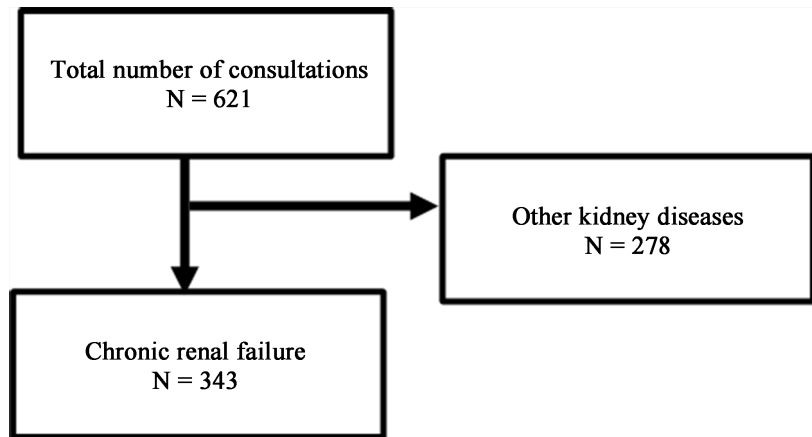 Total number of consultations
N = 621
Other kidney diseases
N = 278
Chronic renal failure
N = 343